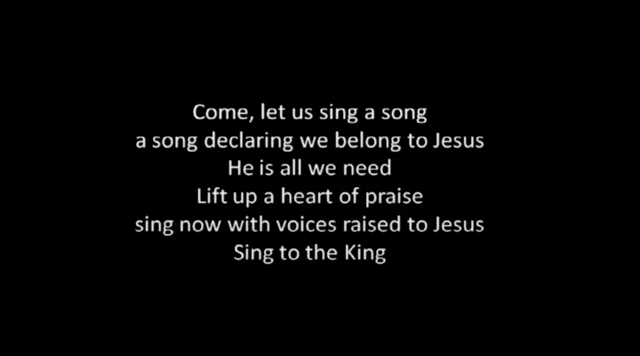 Come, let us sing a song
a song declaring we belong to Jesus
He is all we need
Lift up a heart of praise
sing now with voices raised to Jesus
Sing to the King